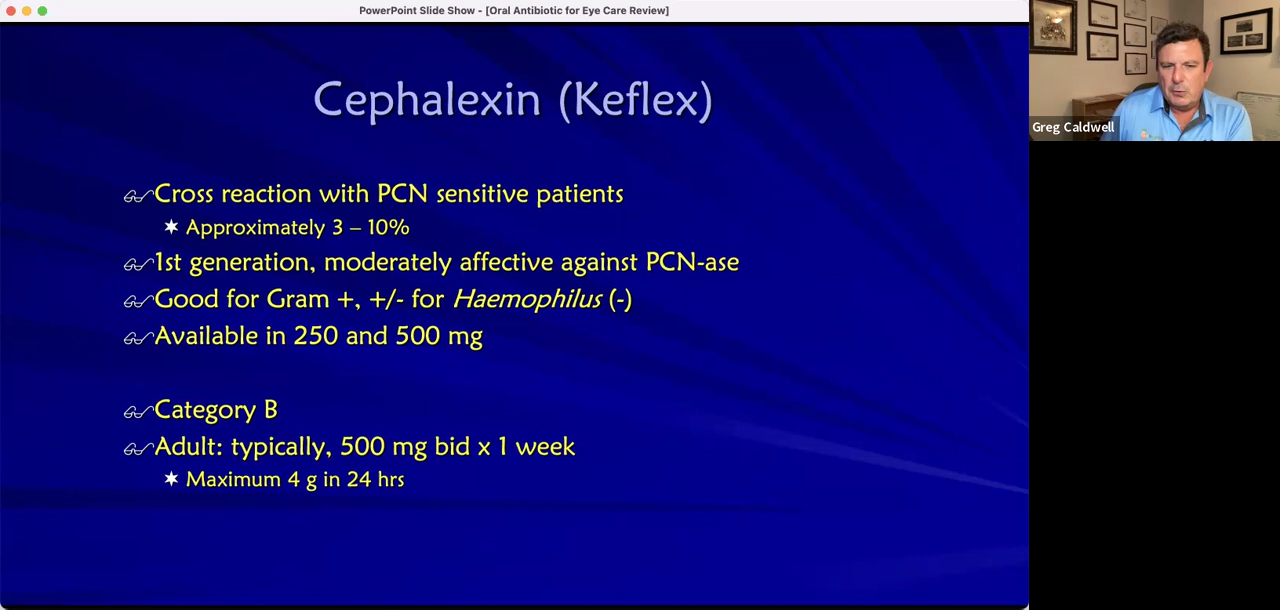 PowerPoint Slide Show - [Oral Antibiotic for Eye Care Review]
Cephalexin (Keflex)
Cross reaction with PCN sensitive patients
Approximately 3 – 10%
1st generation, moderately affective against PCN-ase
Good for Gram +, +/- for Haemophilus (-)
Available in 250 and 500 mg
Category B
Adult: typically, 500 mg bid x 1 week
Maximum 4 g in 24 hrs
Greg Caldwell